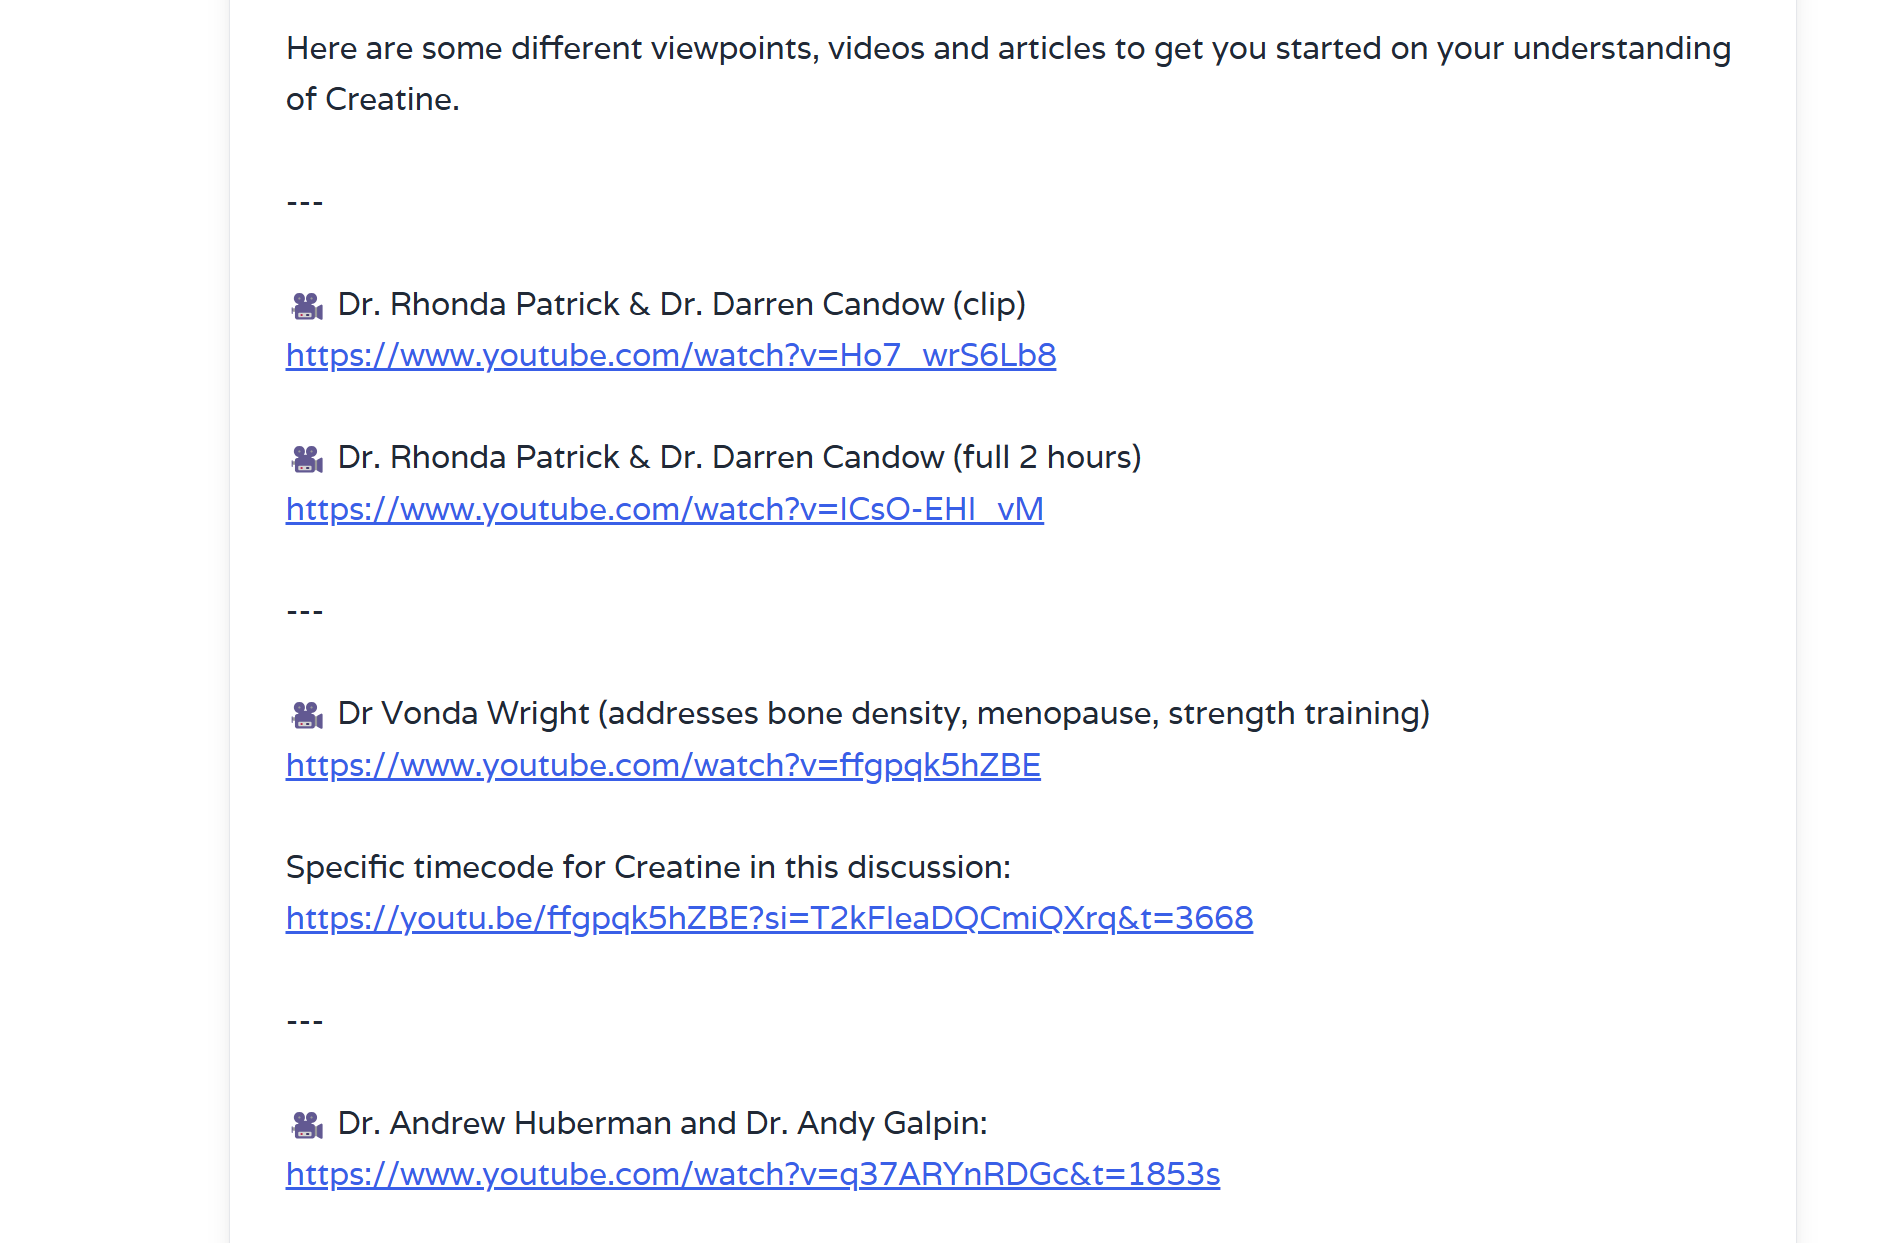 Here are some different viewpoints, videos and articles to get you started on your understanding
of Creatine.
---
🎥 Dr. Rhonda Patrick & Dr. Darren Candow (clip)
https://www.youtube.com/watch?v=Ho7_wrS6Lb8
🎥 Dr. Rhonda Patrick & Dr. Darren Candow (full 2 hours)
https://www.youtube.com/watch?v=lCsO-EHI_vM
---
🎥 Dr Vonda Wright (addresses bone density, menopause, strength training)
https://www.youtube.com/watch?v=ffgpqk5hZBE
Specific timecode for Creatine in this discussion:
https://youtu.be/ffgpqk5hZBE?si=T2kFleaDQCmiQXrq&t=3668
---
🎥 Dr. Andrew Huberman and Dr. Andy Galpin:
https://www.youtube.com/watch?v=q37ARYnRDGc&t=1853s